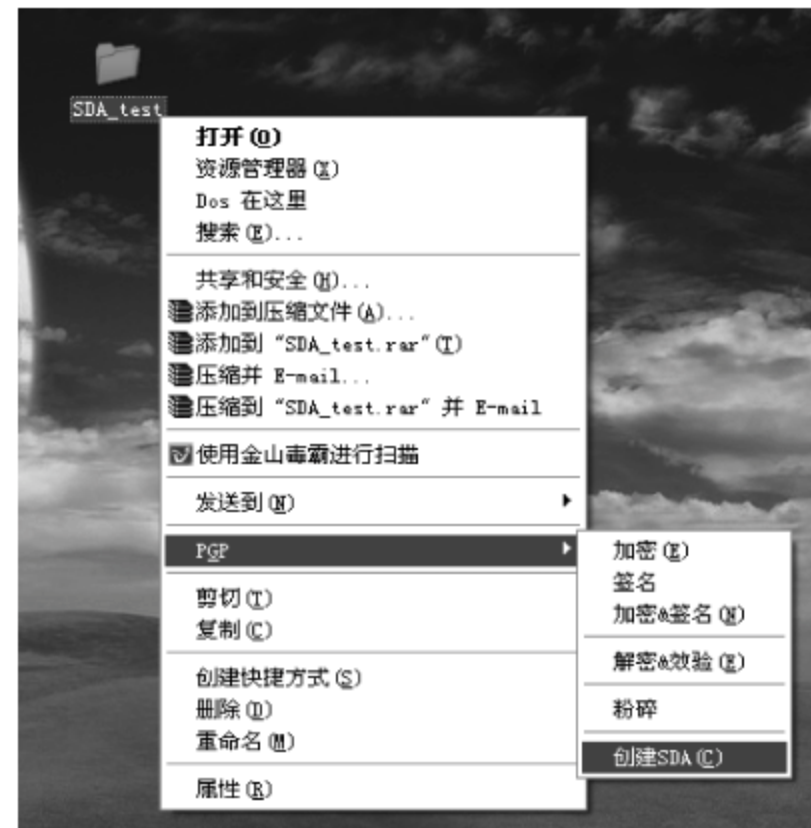 SDA_test
打开(O)
资源管理器(X)
Dos 在这里
搜索(E)...
共享和安全(H)...
添加到压缩文件(A)...
添加到 "SDA_test.rar"(T)
压缩并 E-mail...
压缩到 "SDA_test.rar" 并 E-mail
使用金山毒霸进行扫描
发送到(N)
PGP
剪切(T)
复制(C)
创建快捷方式(S)
删除(D)
重命名(M)
属性(R)
加密(E)
签名
加密&签名(N)
解密&效验(E)
粉碎
创建SDA(C)